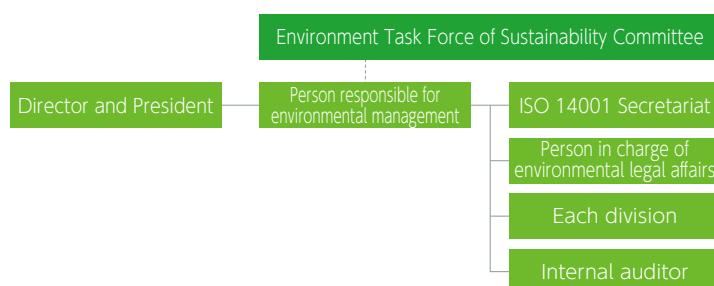 Environment Task Force of Sustainability Committee
Director and President
Person responsible for
environmental management
ISO 14001 Secretariat
Person in charge of
environmental legal affairs
Each division
Internal auditor